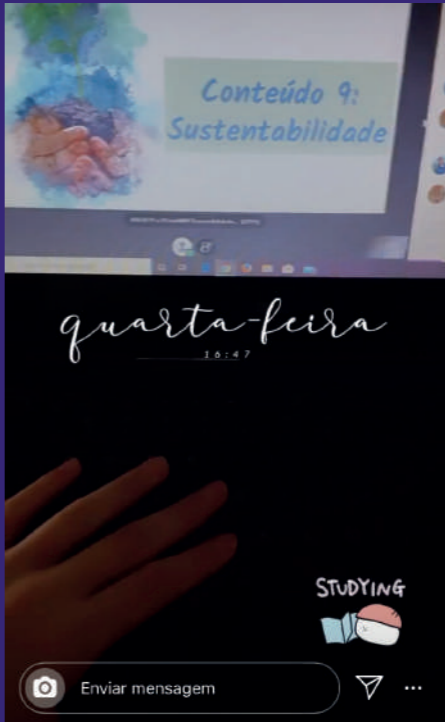 Conteúdo 9:
Sustentabilidade
quarta-feira
16:47
STUDYING
Enviar mensagem